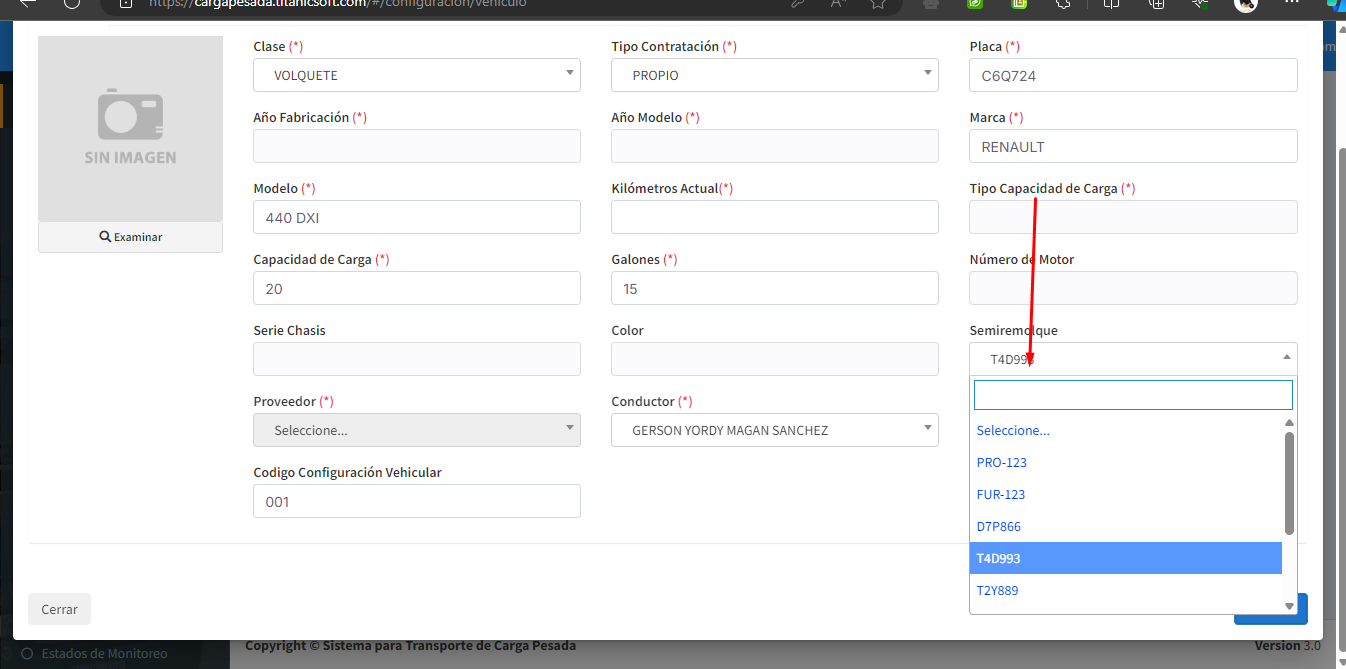 https://cargapesada.titanicsoft.com/#/configuracion/vehiculo
SIN IMAGEN
Examinar
Clase (*)
VOLQUETE
Tipo Contratación (*)
PROPIO
Placa (*)
C6Q724
Año Fabricación (*)
Año Modelo (*)
Marca (*)
RENAULT
Modelo (*)
440 DXI
Kilómetros Actual(*)
Tipo Capacidad de Carga (*)
Capacidad de Carga (*)
20
Galones (*)
15
Número de Motor
Serie Chasis
Color
Semiremolque
T4D993
Proveedor (*)
Seleccione...
Conductor (*)
GERSON YORDY MAGAN SANCHEZ
Seleccione...
PRO-123
FUR-123
D7P866
T4D993
T2Y889
Codigo Configuración Vehicular
001
Cerrar
Estados de Monitoreo
Copyright © Sistema para Transporte de Carga Pesada
Version 3.0